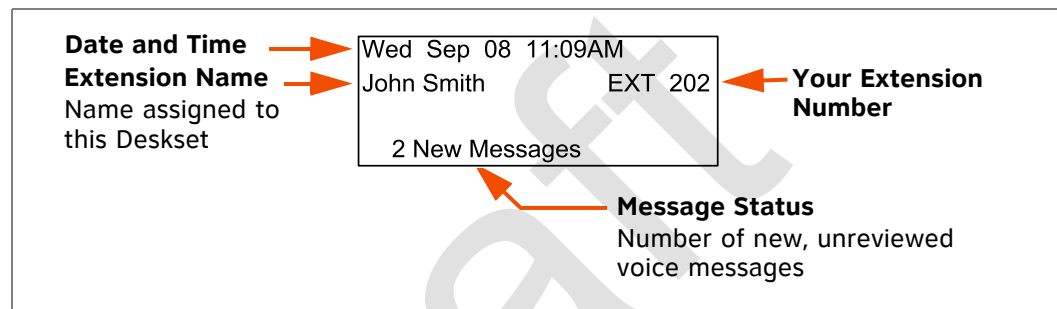 Date and Time
Extension Name
Name assigned to
this Deskset
Wed Sep 08 11:09AM
John Smith EXT 202
2 New Messages
Your Extension
Number
Message Status
Number of new, unreviewed
voice messages